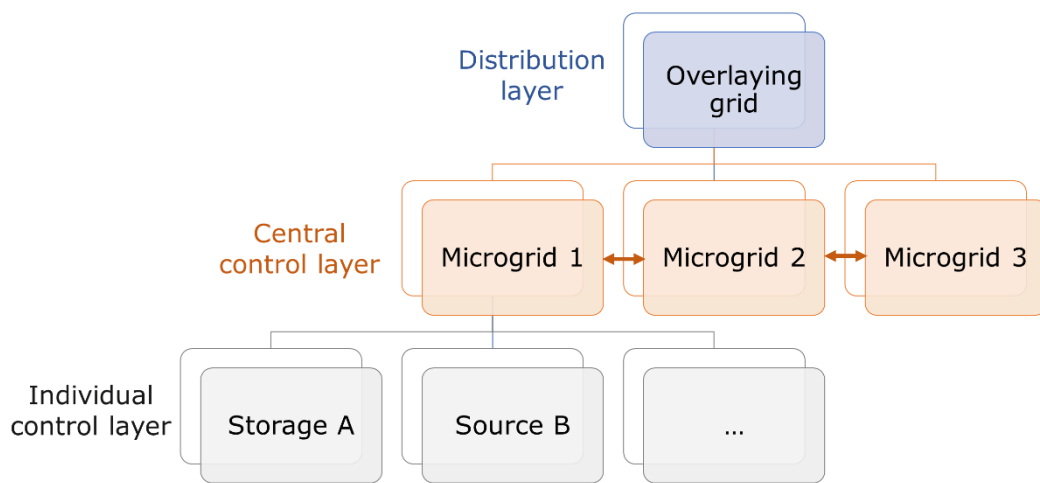 Distribution
layer
Overlaying
grid
Central
control layer
Microgrid 1
Microgrid 2
Microgrid 3
Individual
control layer
Storage A
Source B
...